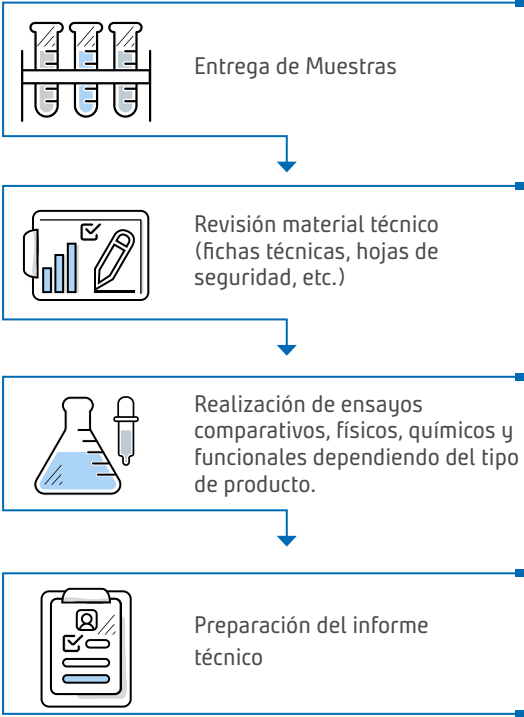 Entrega de Muestras
Revisión material técnico
(fichas técnicas, hojas de
seguridad, etc.)
Realización de ensayos
comparativos, físicos, químicos y
funcionales dependiendo del tipo
de producto.
Preparación del informe
técnico